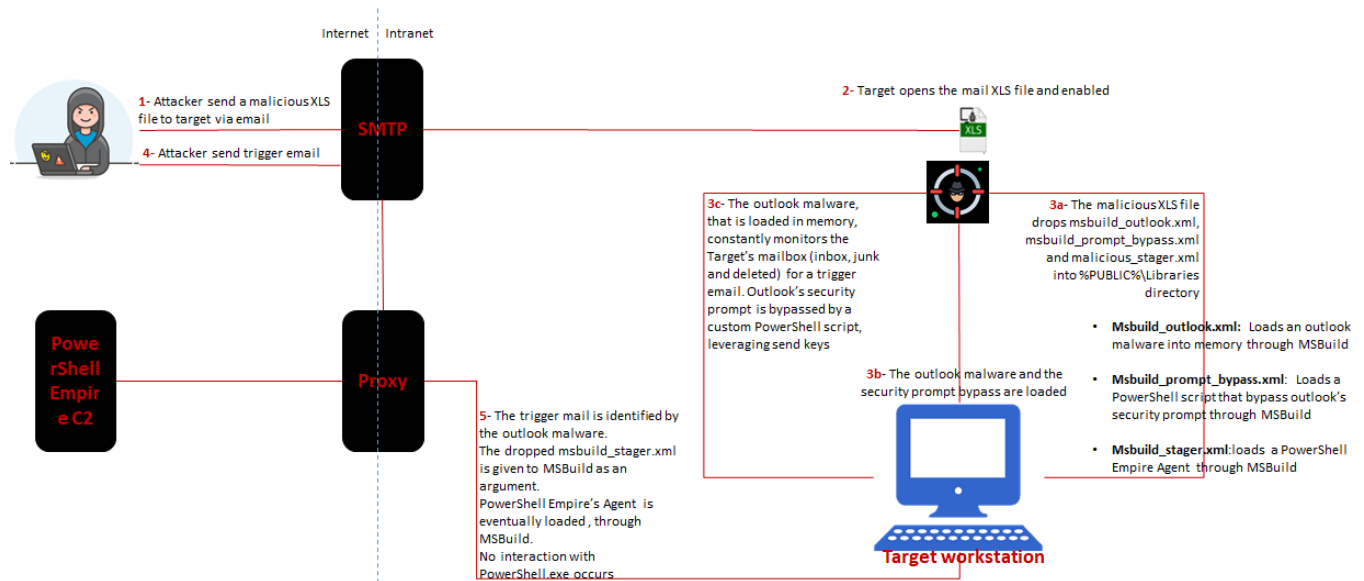 Internet
Intranet
1- Attacker send a malicious XLS
file to target via email
4- Attacker send trigger email
SMTP
2- Target opens the mail XLS file and enabled
XLS
3c- The outlook malware,
that is loaded in memory,
constantly monitors the
Target's mailbox (inbox, junk
and deleted) for a trigger
email. Outlook's security
prompt is bypassed by a
custom PowerShell script,
leveraging send keys
3a- The malicious XLS file
drops msbuild_outlook.xml,
msbuild_prompt_bypass.xml
and malicious_stager.xml
into %PUBLIC%\Libraries
directory
• Msbuild_outlook.xml: Loads an outlook
malware into memory through MSBuild
• Msbuild_prompt_bypass.xml: Loads a
PowerShell script that bypass outlook's
security prompt through MSBuild
• Msbuild_stager.xml:loads a PowerShell
Empire Agent through MSBuild
3b- The outlook malware and the
security prompt bypass are loaded
Powe
rShell
Empir
e C2
Proxy
5- The trigger mail is identified by
the outlook malware.
The dropped msbuild_stager.xml
is given to MSBuild as an
argument.
PowerShell Empire's Agent is
eventually loaded , through
MSBuild.
No interaction with
PowerShell.exe occurs
Target workstation